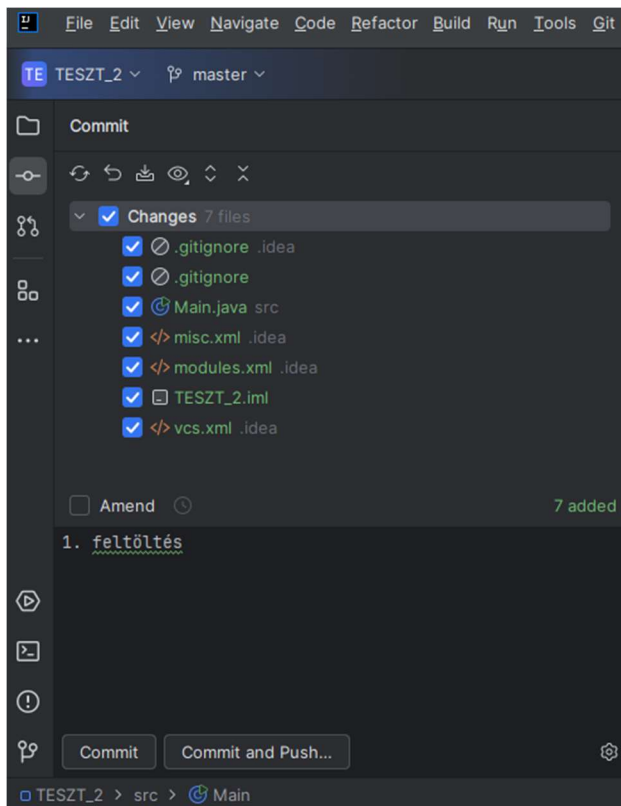 File Edit View Navigate Code Refactor Build Run Tools Git
TE TESZT_2 master
Commit
Changes 7 files
.gitignore .idea
.gitignore
Main.java src
misc.xml .idea
modules.xml .idea
TESZT_2.iml
vcs.xml .idea
Amend 7 added
1. feltöltés
Commit Commit and Push...
TESZT_2 > src > Main